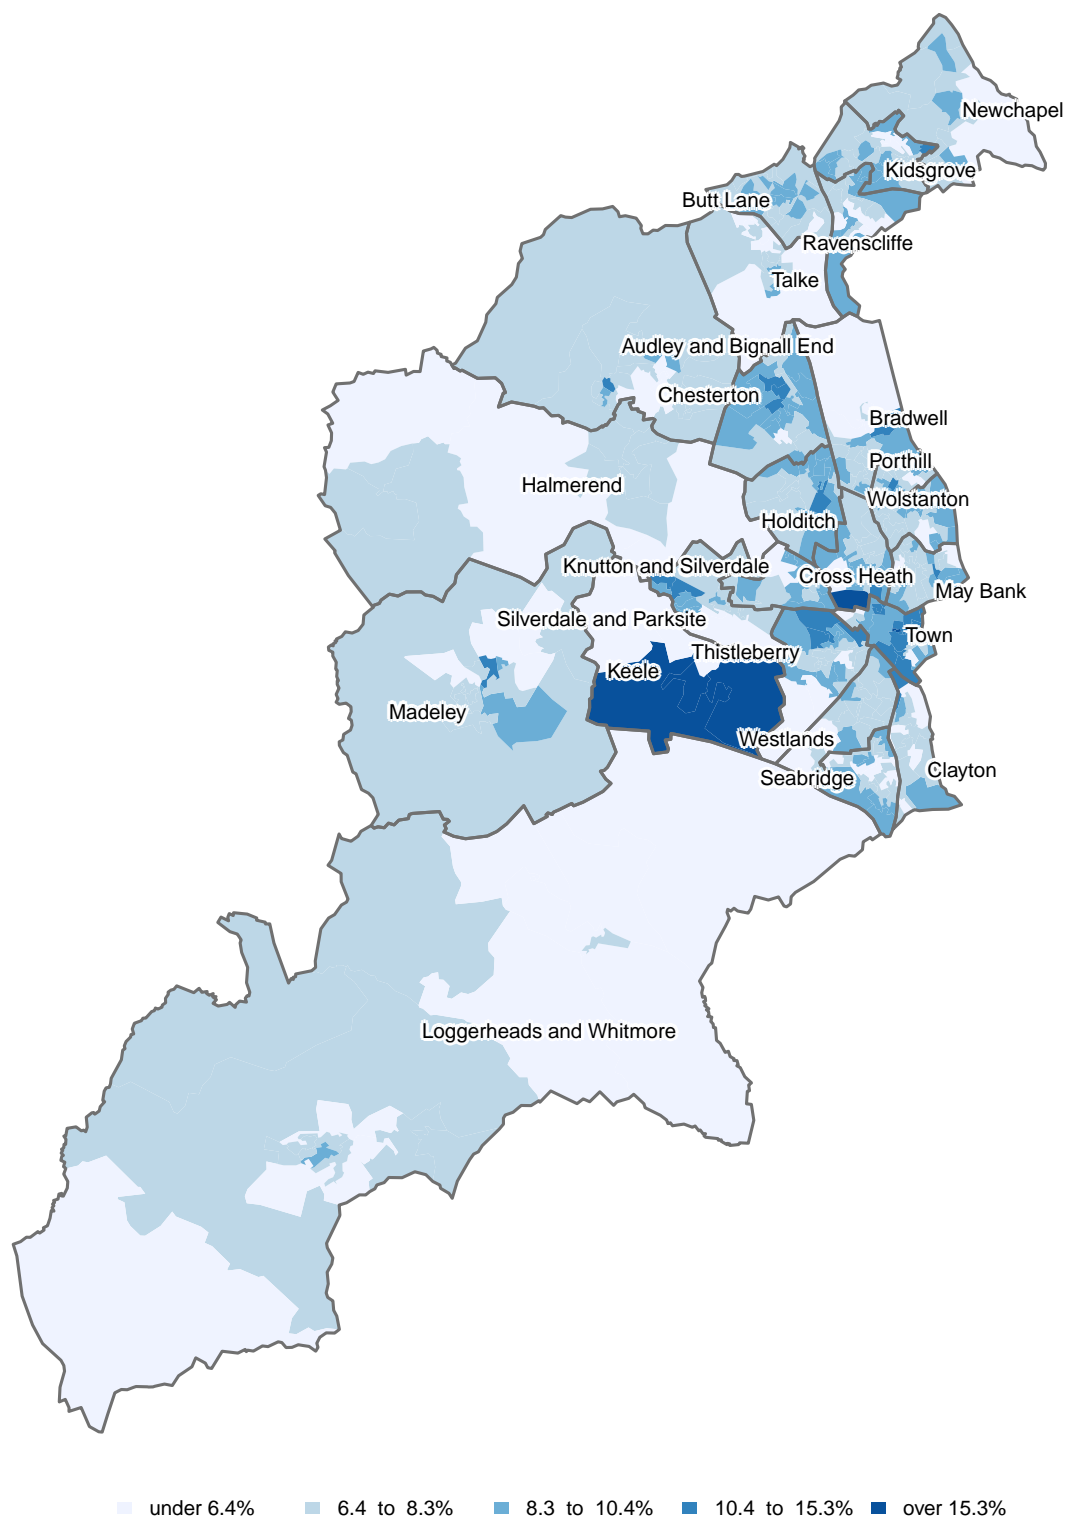 Newchapel
Kidsgrove
Butt Lane
Ravenscliffe
Talke
Audley and Bignall End
Chesterton
Bradwell
Porthill
Halmerend
Wolstanton
Holditch
Knutton and Silverdale
Cross Heath
May Bank
Silverdale and Parksite
Town
Thistleberry
Keele
Madeley
Westlands
Clayton
Seabridge
Loggerheads and Whitmore
under 6.4% 6.4 to 8.3% 8.3 to 10.4% 10.4 to 15.3% over 15.3%